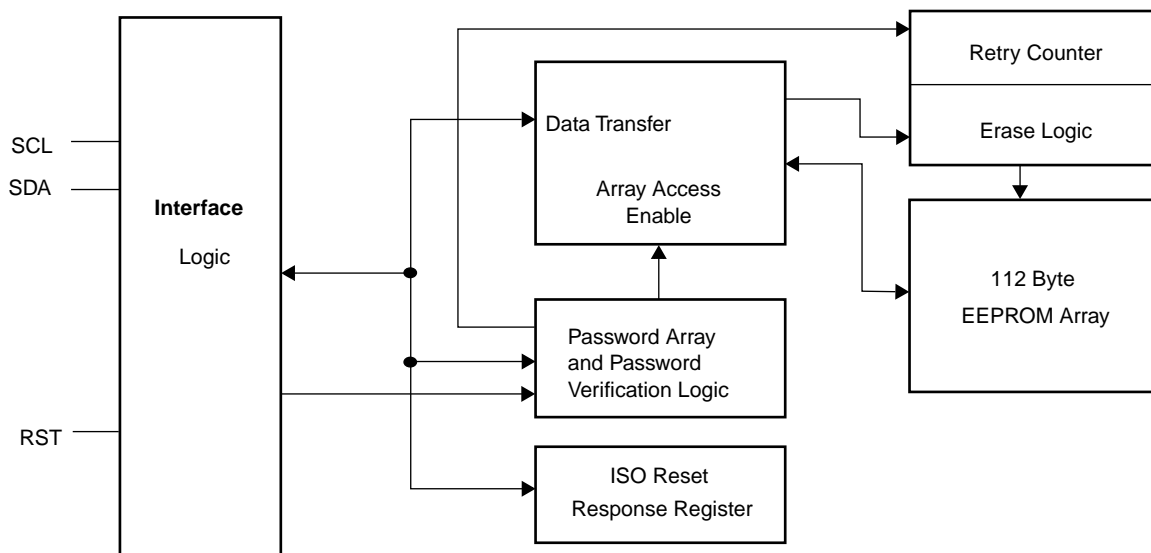 SCL
SDA
RST
Interface
Logic
Data Transfer
Array Access
Enable
Password Array
and Password
Verification Logic
ISO Reset
Response Register
Retry Counter
Erase Logic
112 Byte
EEPROM Array